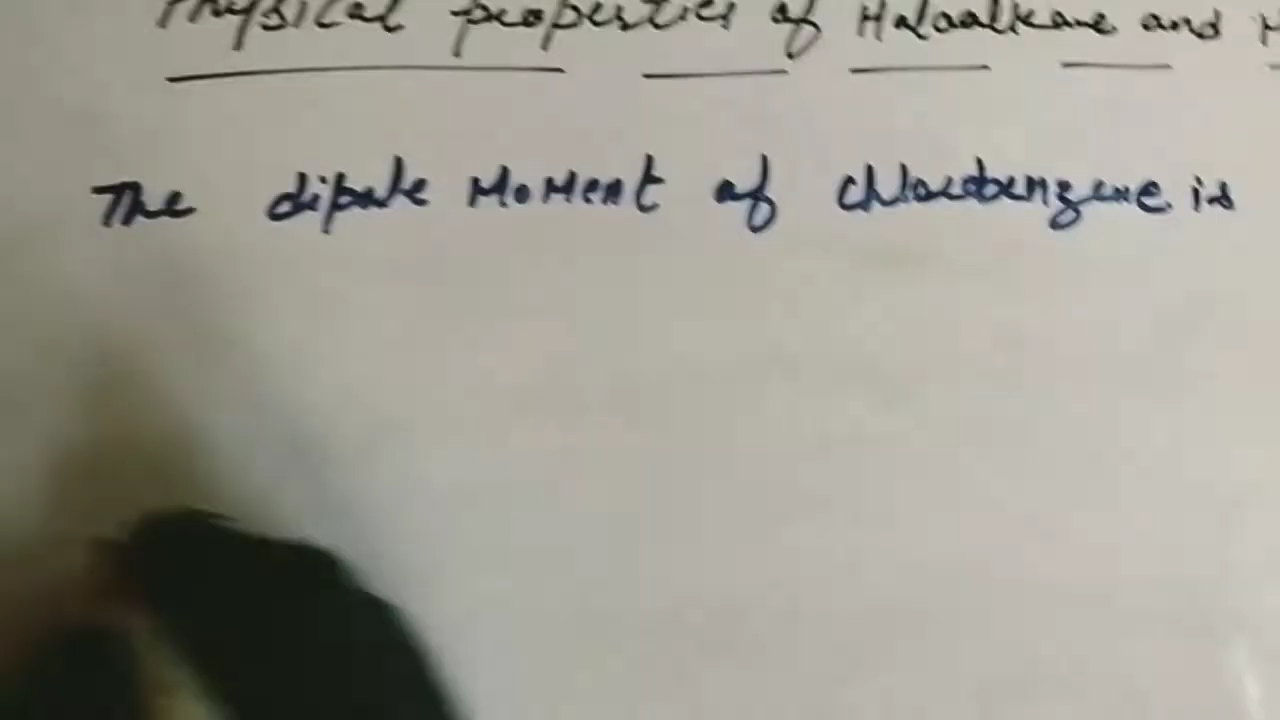 Physical properties of Haloalkane and
The dipole Moment of chlorobenzene is